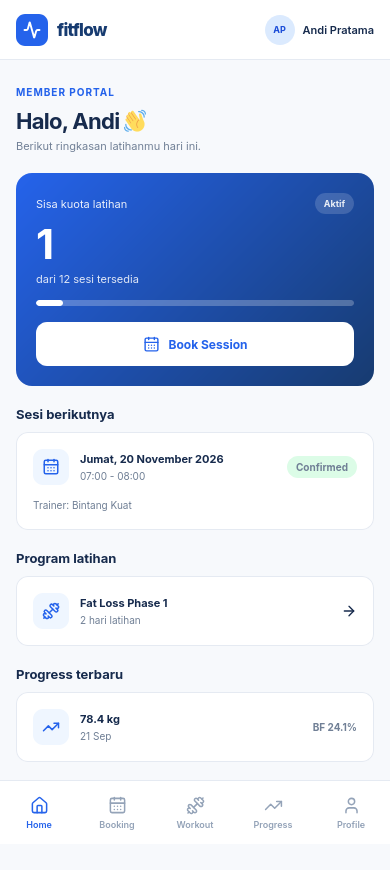 fitflow
AP
Andi Pratama
MEMBER PORTAL
Halo, Andi 👋
Berikut ringkasan latihanmu hari ini.
Sisa kuota latihan
Aktif
1
dari 12 sesi tersedia
Book Session
Sesi berikutnya
Jumat, 20 November 2026
07:00 - 08:00
Confirmed
Trainer: Bintang Kuat
Program latihan
Fat Loss Phase 1
2 hari latihan
Progress terbaru
78.4 kg
21 Sep
BF 24.1%
Home
Booking
Workout
Progress
Profile